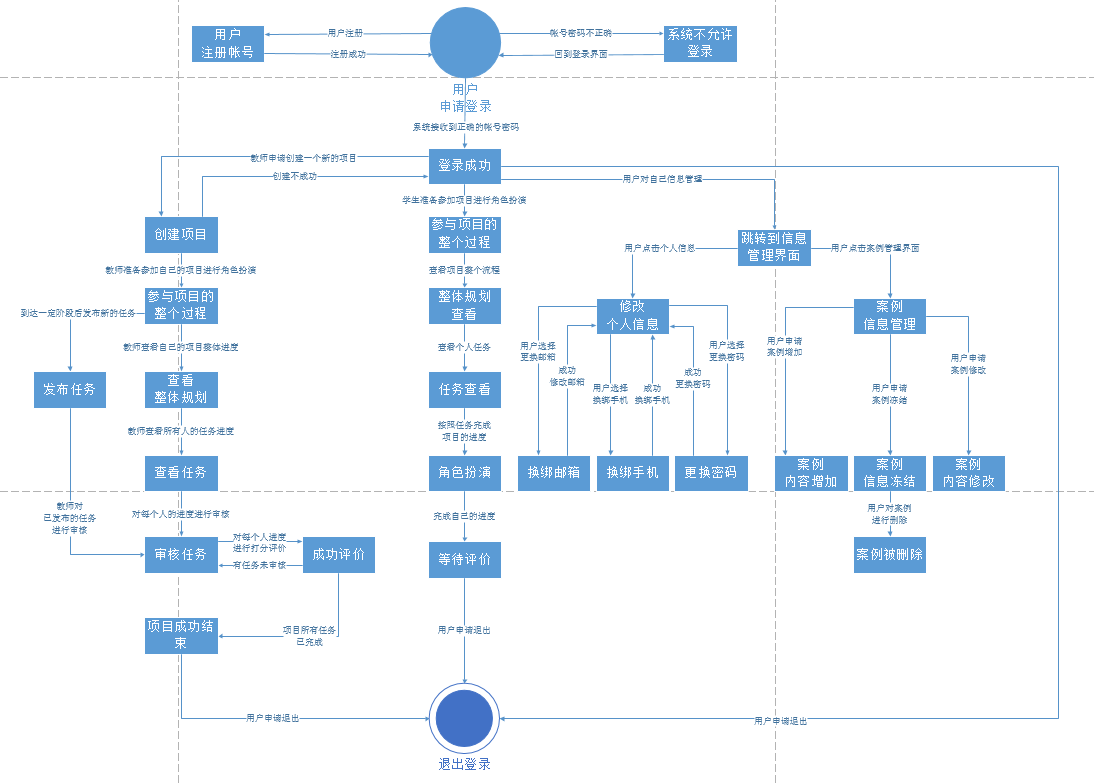 用户
注册帐号
用户注册
注册成功
帐号密码不正确
回到登录界面
系统不允许
登录
用户
申请登录
系统接收到正确的帐号密码
登录成功
教师申请创建一个新的项目
创建不成功
用户对自己信息管理
学生准备参加项目进行角色扮演
创建项目
参与项目的
整个过程
跳转到信息
管理界面
用户点击个人信息
用户点击案例管理界面
教师准备参加自己的项目进行角色扮演
查看项目整个流程
参与项目的
整个过程
整体规划
查看
修改
个人信息
案例
信息管理
到达一定阶段后发布新的任务
教师查看自己的项目整体进度
查看个人任务
用户选择
更换邮箱
成功
修改邮箱
用户选择
换绑手机
成功
换绑手机
成功
更换密码
用户选择
更换密码
用户申请
案例增加
用户申请
案例冻结
用户申请
案例修改
发布任务
查看
整体规划
任务查看
教师查看所有人的任务进度
按照任务完成
项目的进度
查看任务
角色扮演
换绑邮箱
换绑手机
更换密码
案例
内容增加
案例
信息冻结
案例
内容修改
教师对
已发布的任务
进行审核
对每个人的进度进行审核
完成自己的进度
用户对案例
进行删除
审核任务
对每个人进度
进行打分评价
有任务未审核
成功评价
等待评价
案例被删除
项目成功结
束
项目所有任务
已完成
用户申请退出
用户申请退出
用户申请退出
退出登录